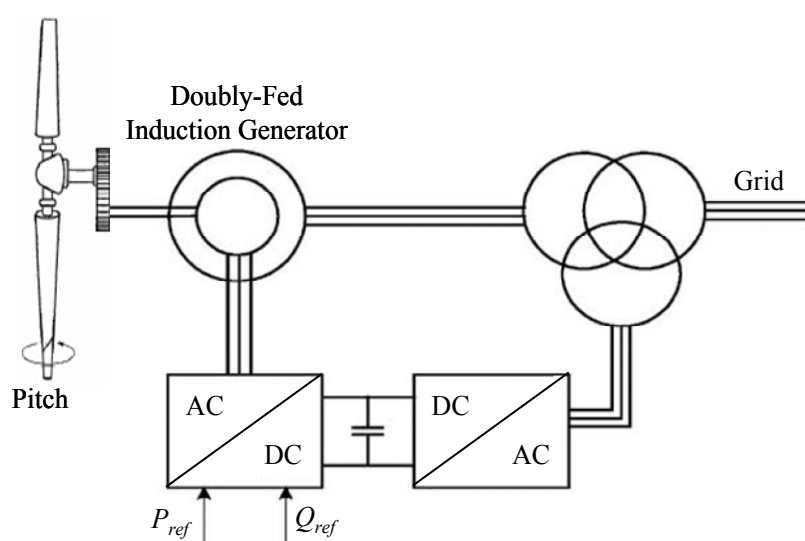 Doubly-Fed
Induction Generator
Grid
Pitch
AC
DC
DC
AC
P_ref
Q_ref